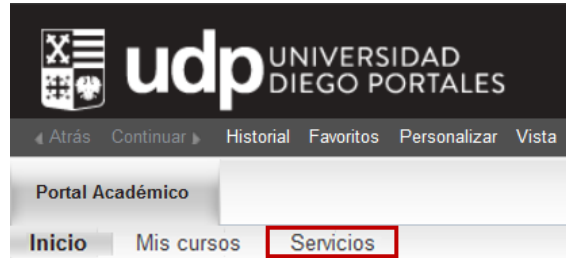 udp UNIVERSIDAD
DIEGO PORTALES
Atrás Continuar Historial Favoritos Personalizar Vista
Portal Académico
Inicio Mis cursos Servicios